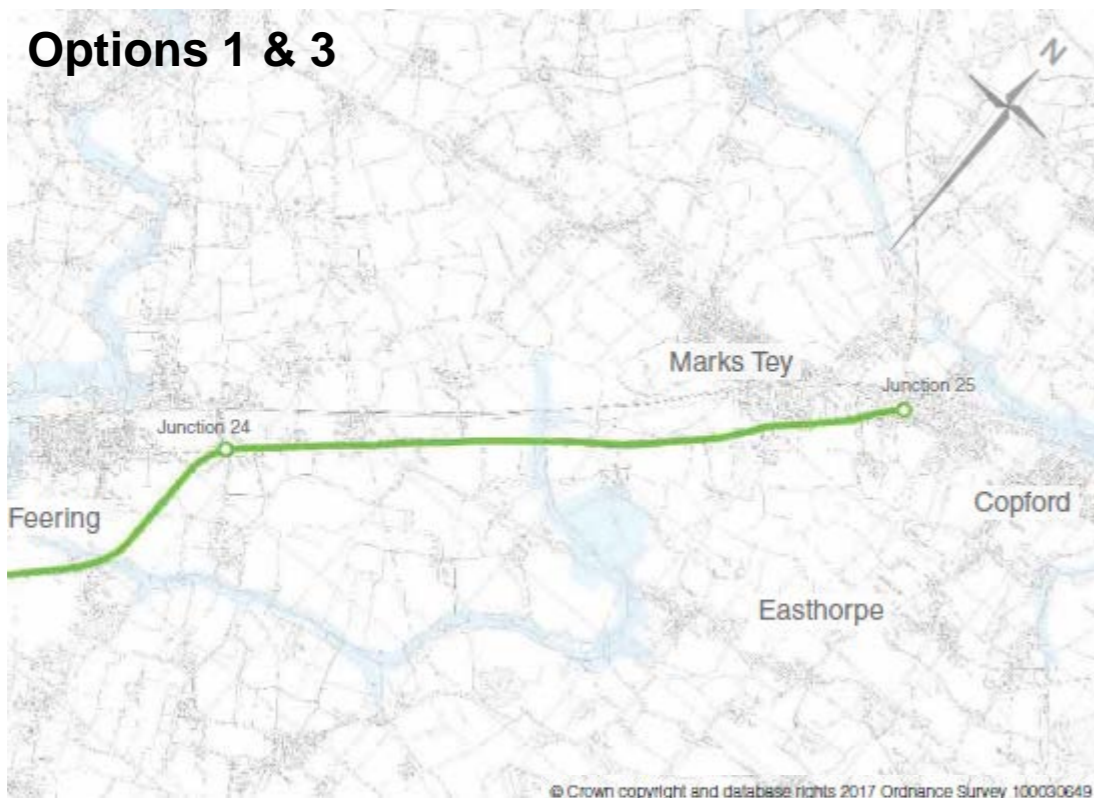 Options 1 & 3
N
Marks Tey
Junction 25
Junction 24
Copford
Feering
Easthorpe
© Crown copyright and database rights 2017 Ordnance Survey 100030649